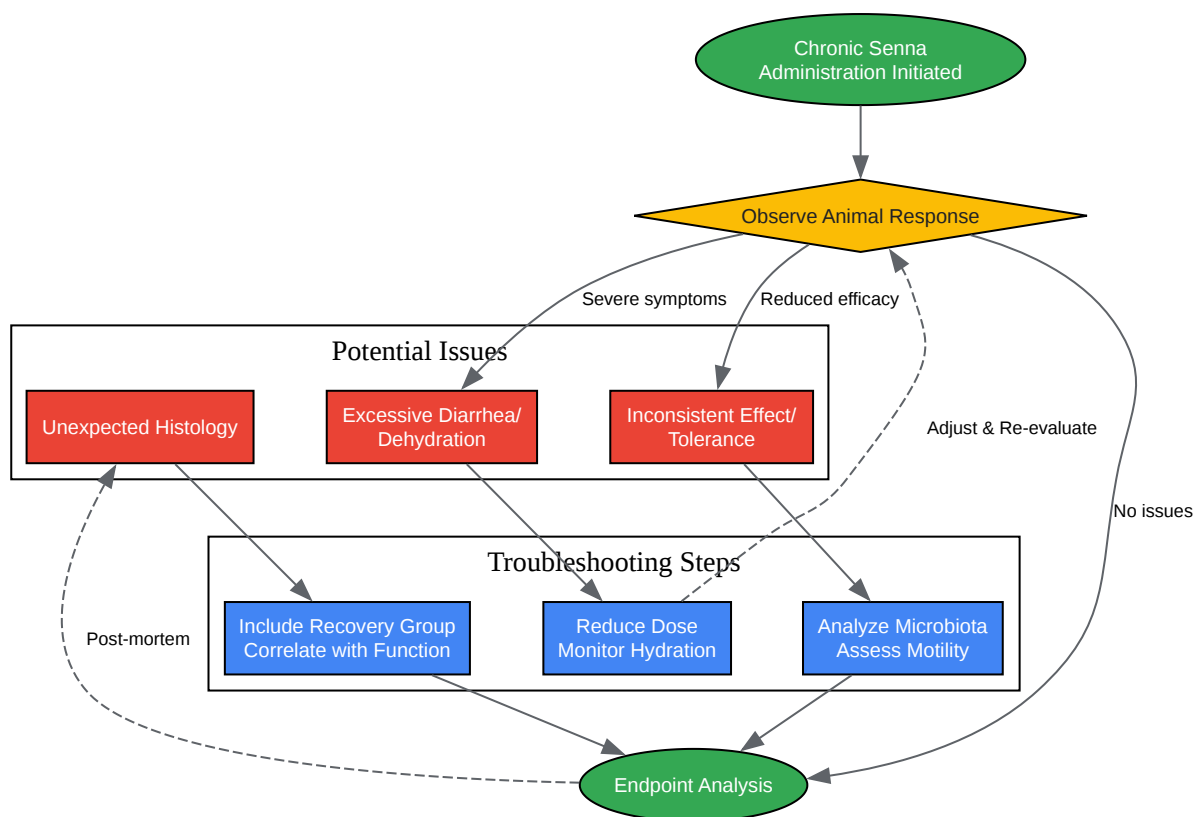 Chronic Senna
Administration Initiated
Observe Animal Response
Severe symptoms
Reduced efficacy
Potential Issues
Unexpected Histology
Excessive Diarrhea/
Dehydration
Inconsistent Effect/
Tolerance
Adjust & Re-evaluate
No issues
Troubleshooting Steps
Post-mortem
Include Recovery Group
Correlate with Function
Reduce Dose
Monitor Hydration
Analyze Microbiota
Assess Motility
Endpoint Analysis